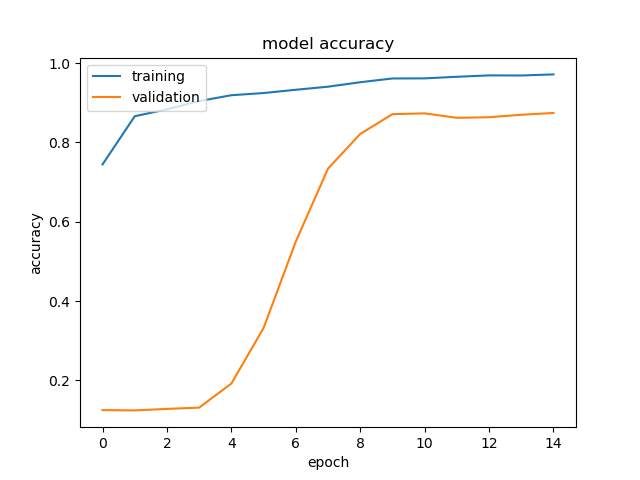 model accuracy
training
validation
1.0
0.8
0.6
0.4
0.2
accuracy
0 2 4 6 8 10 12 14
epoch